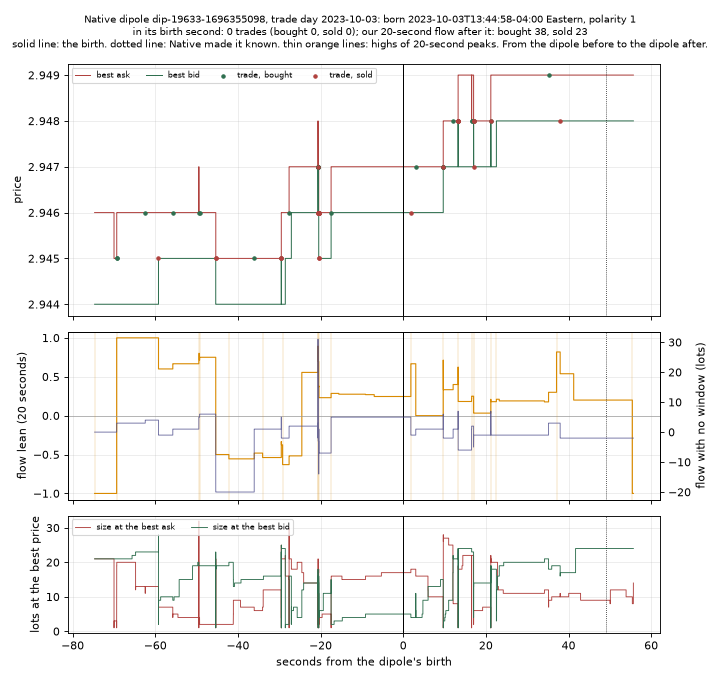 Native dipole dip-19633-1696355098, trade day 2023-10-03: born 2023-10-03T13:44:58-04:00 Eastern, polarity 1
in its birth second: 0 trades (bought 0, sold 0); our 20-second flow after it: bought 38, sold 23
solid line: the birth. dotted line: Native made it known. thin orange lines: highs of 20-second peaks. From the dipole before to the dipole after.
best ask
best bid
trade, bought
trade, sold
2.949
2.948
2.947
2.946
2.945
2.944
price
1.0
0.5
0.0
−0.5
−1.0
flow lean (20 seconds)
30
20
10
0
−10
−20
flow with no window (lots)
size at the best ask
size at the best bid
30
20
10
0
lots at the best price
−80
−60
−40
−20
0
20
40
60
seconds from the dipole's birth